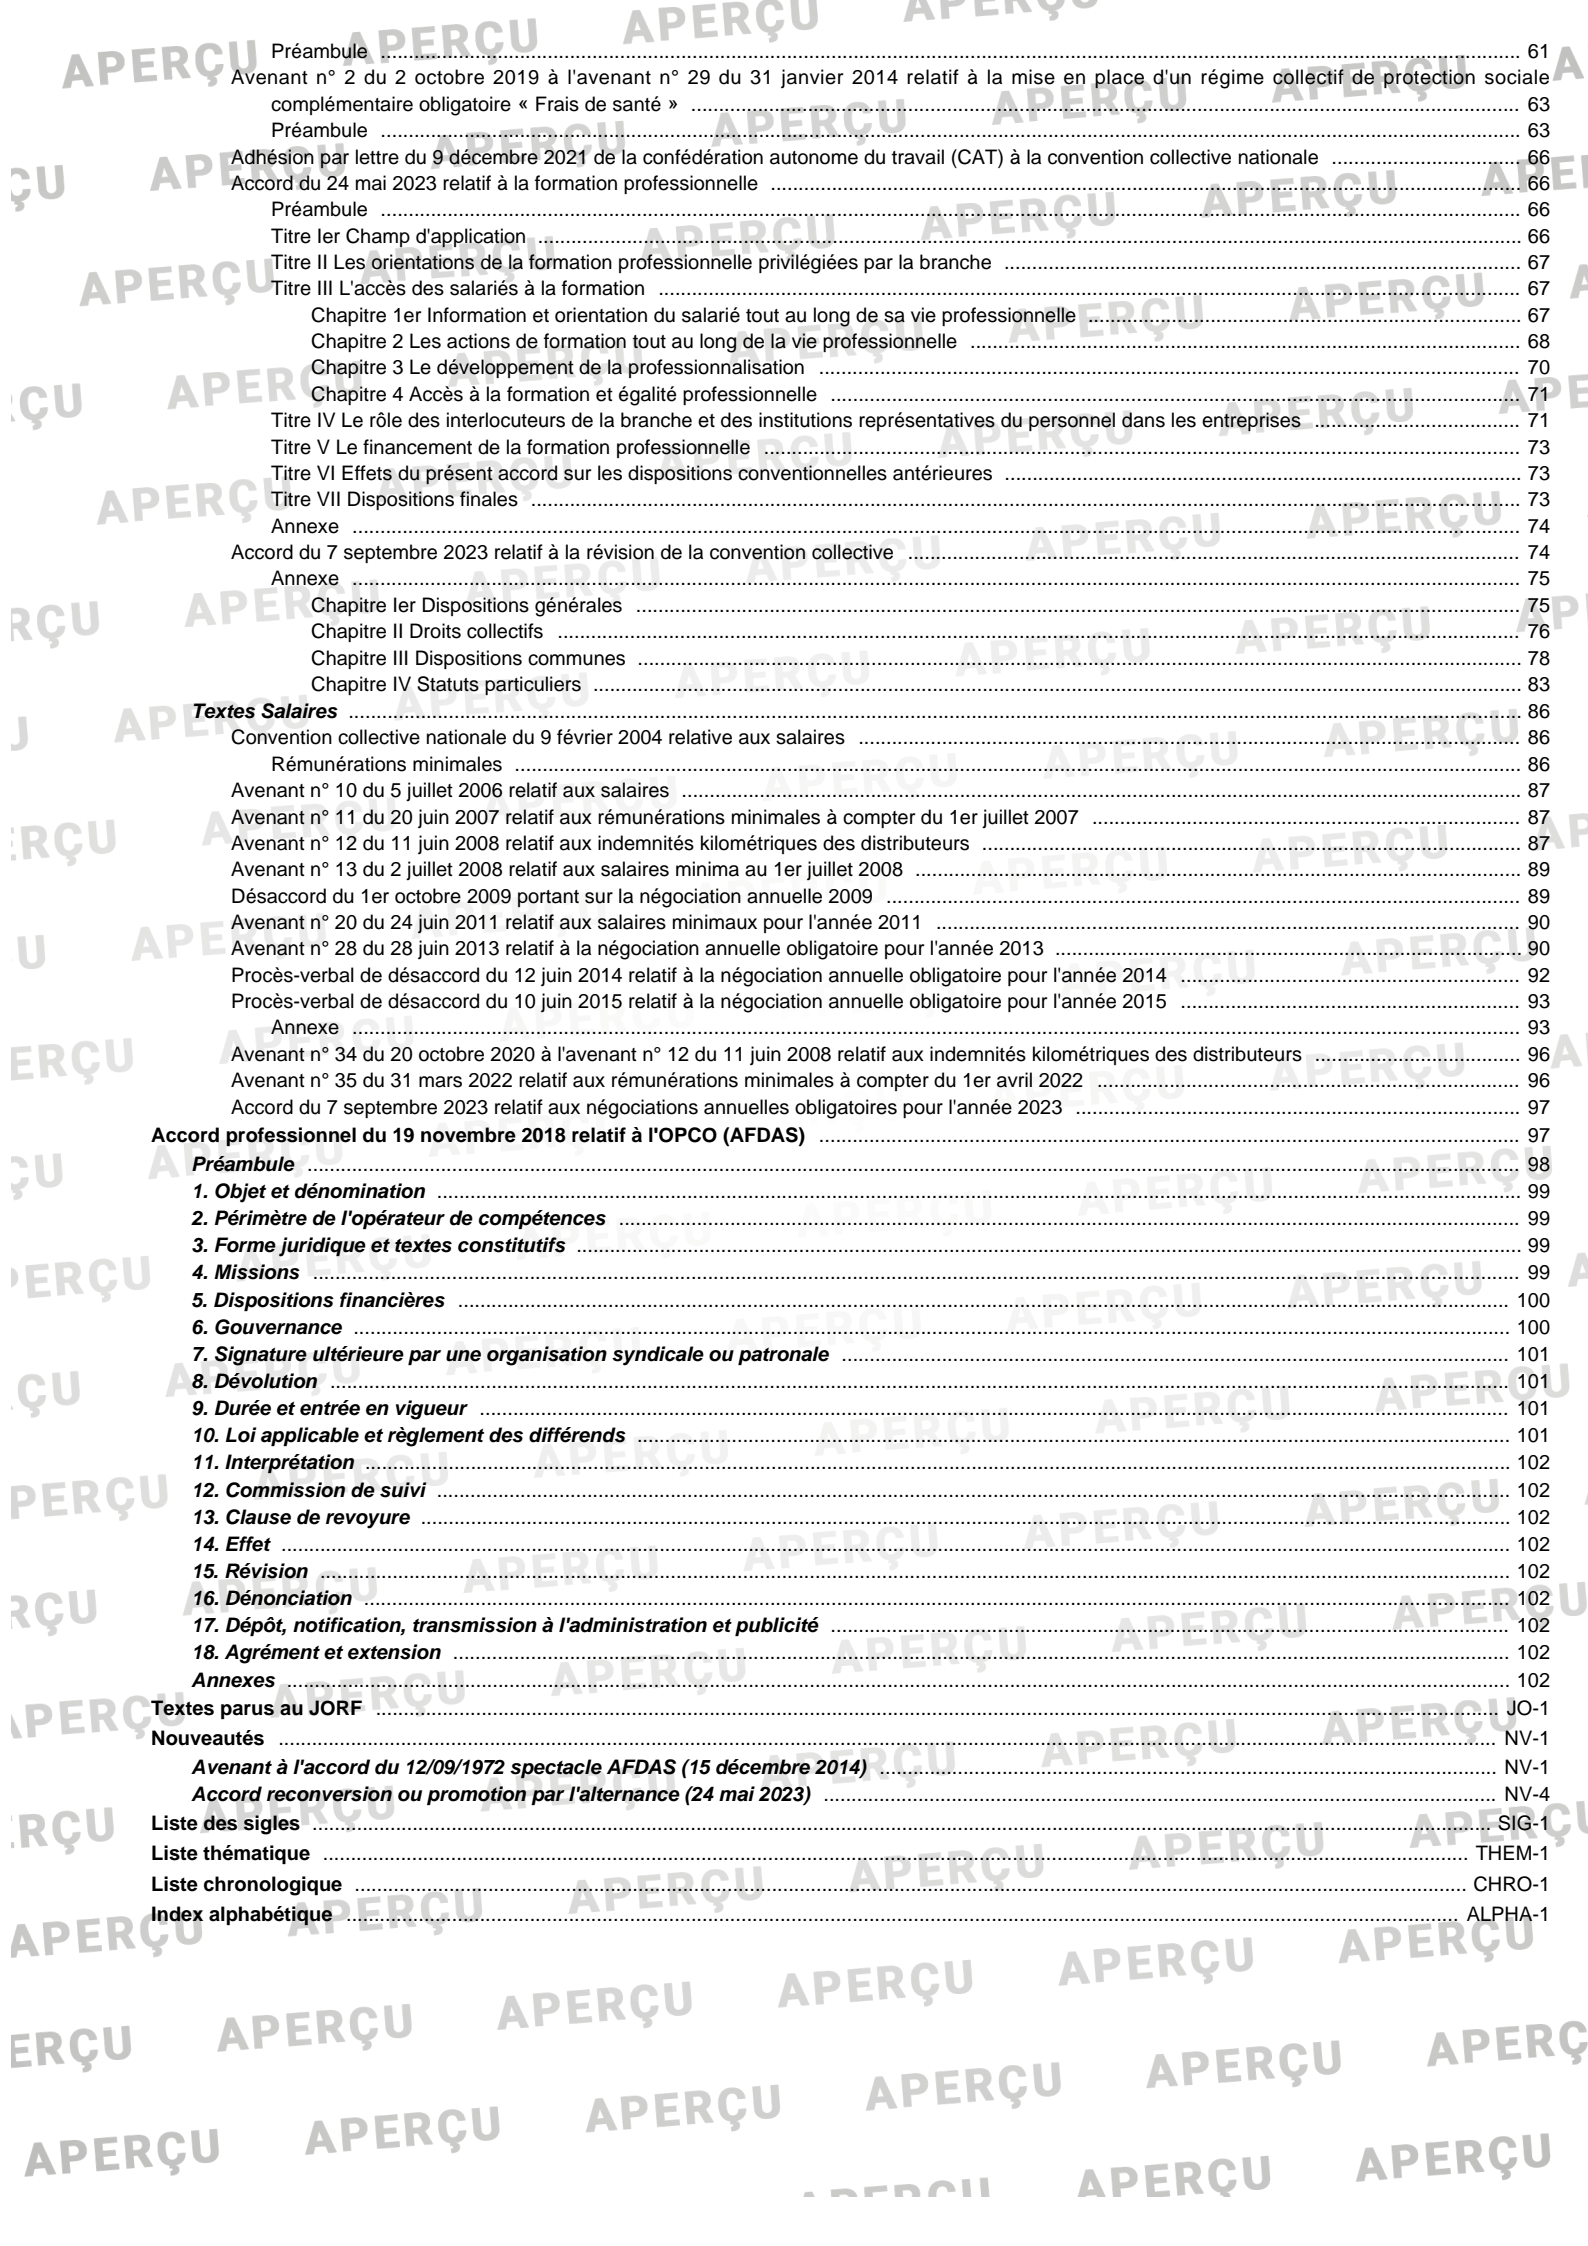 Préambule ........ 61
Avenant n° 2 du 2 octobre 2019 à l'avenant n° 29 du 31 janvier 2014 relatif à la mise en place d'un régime collectif de protection sociale
complémentaire obligatoire « Frais de santé » ........ 63
Préambule ........ 63
Adhésion par lettre du 9 décembre 2021 de la confédération autonome du travail (CAT) à la convention collective nationale ........ 66
Accord du 24 mai 2023 relatif à la formation professionnelle ........ 66
Préambule ........ 66
Titre Ier Champ d'application ........ 66
Titre II Les orientations de la formation professionnelle privilégiées par la branche ........ 67
Titre III L'accès des salariés à la formation ........ 67
Chapitre 1er Information et orientation du salarié tout au long de sa vie professionnelle ........ 67
Chapitre 2 Les actions de formation tout au long de la vie professionnelle ........ 68
Chapitre 3 Le développement de la professionnalisation ........ 70
Chapitre 4 Accès à la formation et égalité professionnelle ........ 71
Titre IV Le rôle des interlocuteurs de la branche et des institutions représentatives du personnel dans les entreprises ........ 71
Titre V Le financement de la formation professionnelle ........ 73
Titre VI Effets du présent accord sur les dispositions conventionnelles antérieures ........ 73
Titre VII Dispositions finales ........ 73
Annexe ........ 74
Accord du 7 septembre 2023 relatif à la révision de la convention collective ........ 74
Annexe ........ 75
Chapitre Ier Dispositions générales ........ 75
Chapitre II Droits collectifs ........ 76
Chapitre III Dispositions communes ........ 78
Chapitre IV Statuts particuliers ........ 83
Textes Salaires ........ 86
Convention collective nationale du 9 février 2004 relative aux salaires ........ 86
Rémunérations minimales ........ 86
Avenant n° 10 du 5 juillet 2006 relatif aux salaires ........ 87
Avenant n° 11 du 20 juin 2007 relatif aux rémunérations minimales à compter du 1er juillet 2007 ........ 87
Avenant n° 12 du 11 juin 2008 relatif aux indemnités kilométriques des distributeurs ........ 87
Avenant n° 13 du 2 juillet 2008 relatif aux salaires minima au 1er juillet 2008 ........ 89
Désaccord du 1er octobre 2009 portant sur la négociation annuelle 2009 ........ 89
Avenant n° 20 du 24 juin 2011 relatif aux salaires minimaux pour l'année 2011 ........ 90
Avenant n° 28 du 28 juin 2013 relatif à la négociation annuelle obligatoire pour l'année 2013 ........ 90
Procès-verbal de désaccord du 12 juin 2014 relatif à la négociation annuelle obligatoire pour l'année 2014 ........ 92
Procès-verbal de désaccord du 10 juin 2015 relatif à la négociation annuelle obligatoire pour l'année 2015 ........ 93
Annexe ........ 93
Avenant n° 34 du 20 octobre 2020 à l'avenant n° 12 du 11 juin 2008 relatif aux indemnités kilométriques des distributeurs ........ 96
Avenant n° 35 du 31 mars 2022 relatif aux rémunérations minimales à compter du 1er avril 2022 ........ 96
Accord du 7 septembre 2023 relatif aux négociations annuelles obligatoires pour l'année 2023 ........ 97
Accord professionnel du 19 novembre 2018 relatif à l'OPCO (AFDAS) ........ 97
Préambule ........ 98
1. Objet et dénomination ........ 99
2. Périmètre de l'opérateur de compétences ........ 99
3. Forme juridique et textes constitutifs ........ 99
4. Missions ........ 99
5. Dispositions financières ........ 100
6. Gouvernance ........ 100
7. Signature ultérieure par une organisation syndicale ou patronale ........ 101
8. Dévolution ........ 101
9. Durée et entrée en vigueur ........ 101
10. Loi applicable et règlement des différends ........ 101
11. Interprétation ........ 102
12. Commission de suivi ........ 102
13. Clause de revoyure ........ 102
14. Effet ........ 102
15. Révision ........ 102
16. Dénonciation ........ 102
17. Dépôt, notification, transmission à l'administration et publicité ........ 102
18. Agrément et extension ........ 102
Annexes ........ 102
Textes parus au JORF ........ JO-1
Nouveautés ........ NV-1
Avenant à l'accord du 12/09/1972 spectacle AFDAS (15 décembre 2014) ........ NV-1
Accord reconversion ou promotion par l'alternance (24 mai 2023) ........ NV-4
Liste des sigles ........ SIG-1
Liste thématique ........ THEM-1
Liste chronologique ........ CHRO-1
Index alphabétique ........ ALPHA-1
APERÇU